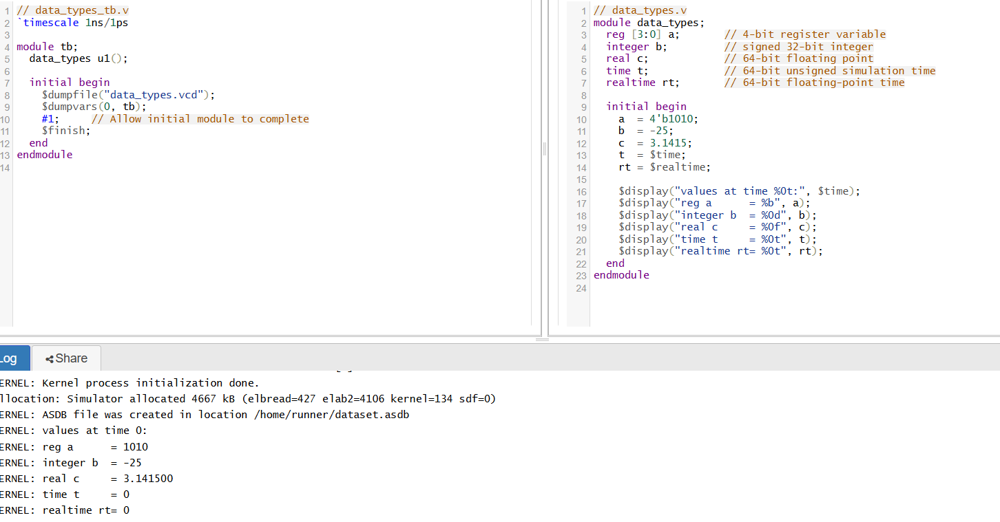 1 // data_types_tb.v
2 `timescale 1ns/1ps
3
4 module tb;
5   data_types u1();
6
7   initial begin
8     $dumpfile("data_types.vcd");
9     $dumpvars(0, tb);
10     #1;     // Allow initial module to complete
11     $finish;
12   end
13 endmodule
14
1 // data_types.v
2 module data_types;
3   reg [3:0] a;       // 4-bit register variable
4   integer b;         // signed 32-bit integer
5   real c;            // 64-bit floating point
6   time t;            // 64-bit unsigned simulation time
7   realtime rt;       // 64-bit floating-point time
8
9   initial begin
10     a  = 4'b1010;
11     b  = -25;
12     c  = 3.1415;
13     t  = $time;
14     rt = $realtime;
15
16     $display("values at time %0t:", $time);
17     $display("reg a      = %b", a);
18     $display("integer b  = %0d", b);
19     $display("real c     = %0f", c);
20     $display("time t     = %0t", t);
21     $display("realtime rt= %0t", rt);
22   end
23 endmodule
24
Log Share
ERNEL: Kernel process initialization done.
llocation: Simulator allocated 4667 kB (elbread=427 elab2=4106 kernel=134 sdf=0)
ERNEL: ASDB file was created in location /home/runner/dataset.asdb
ERNEL: values at time 0:
ERNEL: reg a      = 1010
ERNEL: integer b  = -25
ERNEL: real c     = 3.141500
ERNEL: time t     = 0
ERNEL: realtime rt= 0